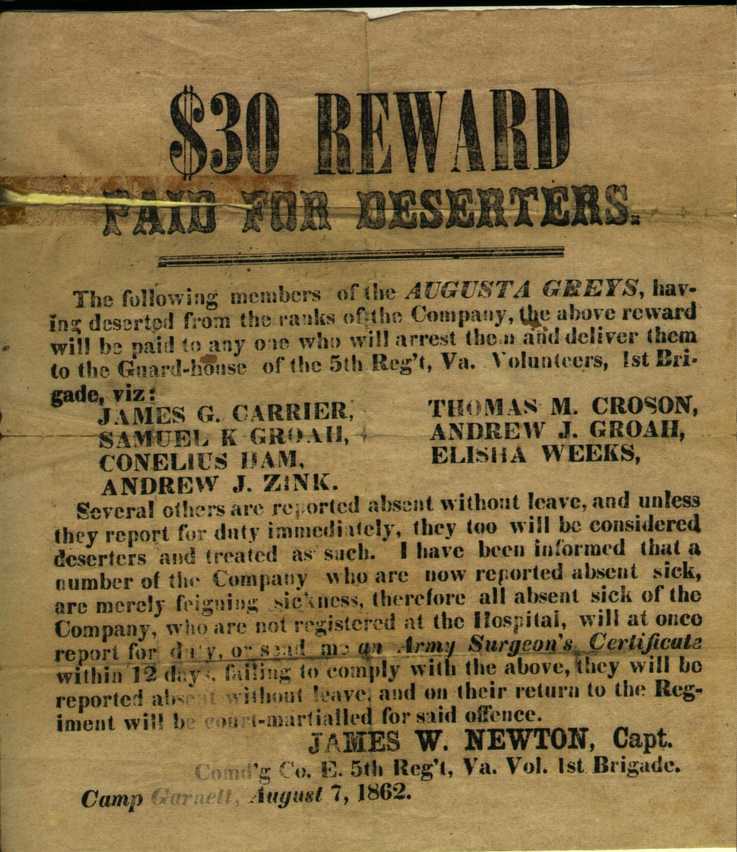 $30 REWARD
PAID FOR DESERTERS.
The following members of the AUGUSTA GREYS, hav-
ing deserted from the ranks of the Company, the above reward
will be paid to any one who will arrest them and deliver them
to the Guard-house of the 5th Reg't, Va. Volunteers, 1st Bri-
gade, viz:
JAMES G. CARRIER, THOMAS M. CROSON,
SAMUEL K GROAH, ANDREW J. GROAH,
CONELIUS HAM, ELISHA WEEKS,
ANDREW J. ZINK.
Several others are reported absent without leave, and unless
they report for duty immediately, they too will be considered
deserters and treated as such. I have been informed that a
number of the Company who are now reported absent sick,
are merely feigning sickness, therefore all absent sick of the
Company, who are not registered at the Hospital, will at once
report for duty, or send me an Army Surgeon's Certificate
within 12 days, failing to comply with the above, they will be
reported absent without leave, and on their return to the Reg-
iment will be court-martialled for said offence.
JAMES W. NEWTON, Capt.
Comd'g Co. E. 5th Reg't, Va. Vol. 1st Brigade.
Camp Garnett, August 7, 1862.